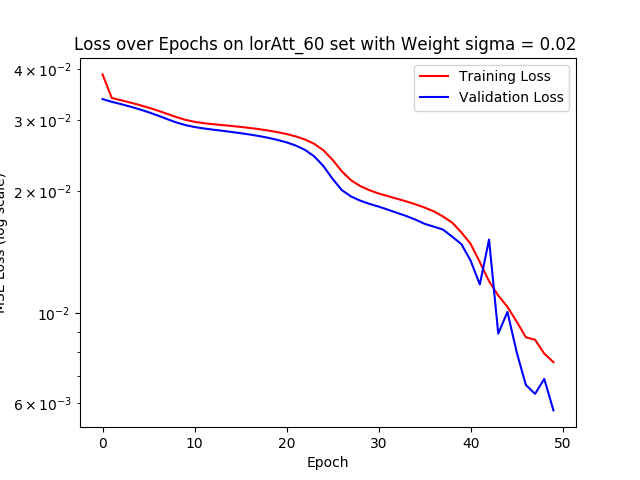 Loss over Epochs on lorAtt_60 set with Weight sigma = 0.02
Training Loss
Validation Loss
4 × 10⁻²
3 × 10⁻²
2 × 10⁻²
10⁻²
6 × 10⁻³
MSE Loss (log scale)
0 10 20 30 40 50
Epoch